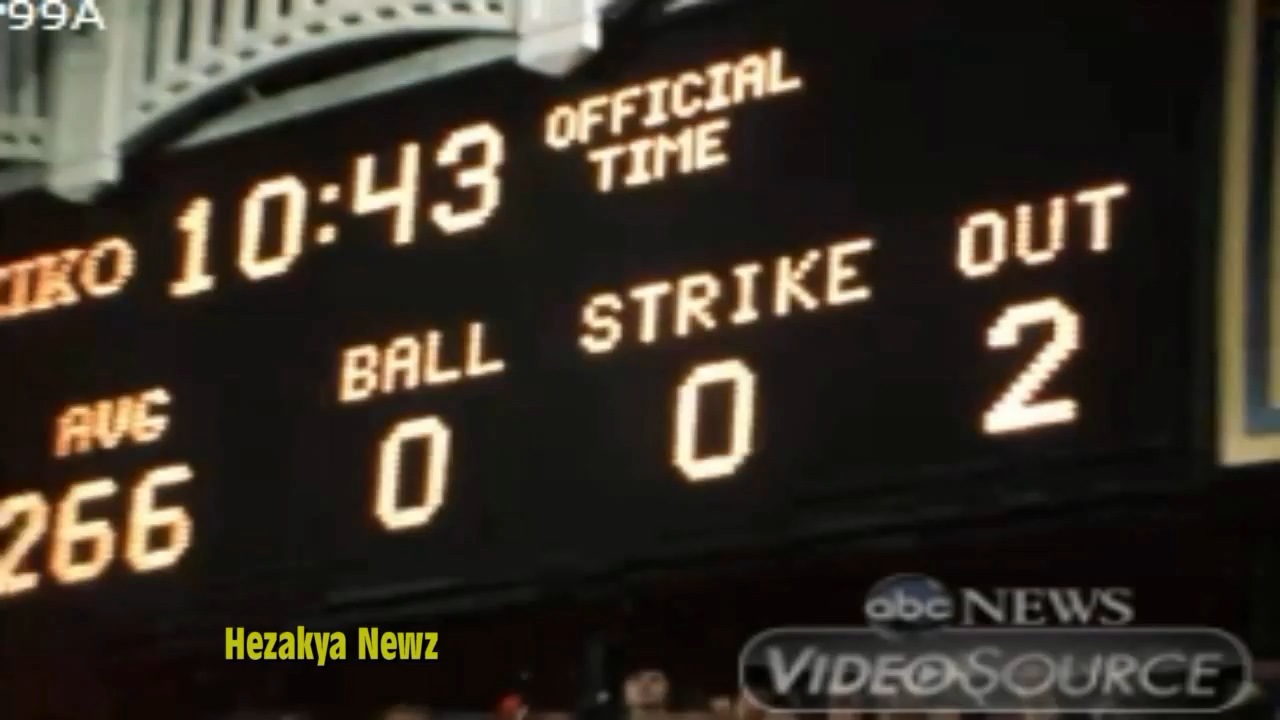 99A
OFFICIAL
TIME
10:43
OUT
STRIKE
BALL
AVG
2
0
0
266
abc NEWS
VIDEOSOURCE
Hezakya Newz